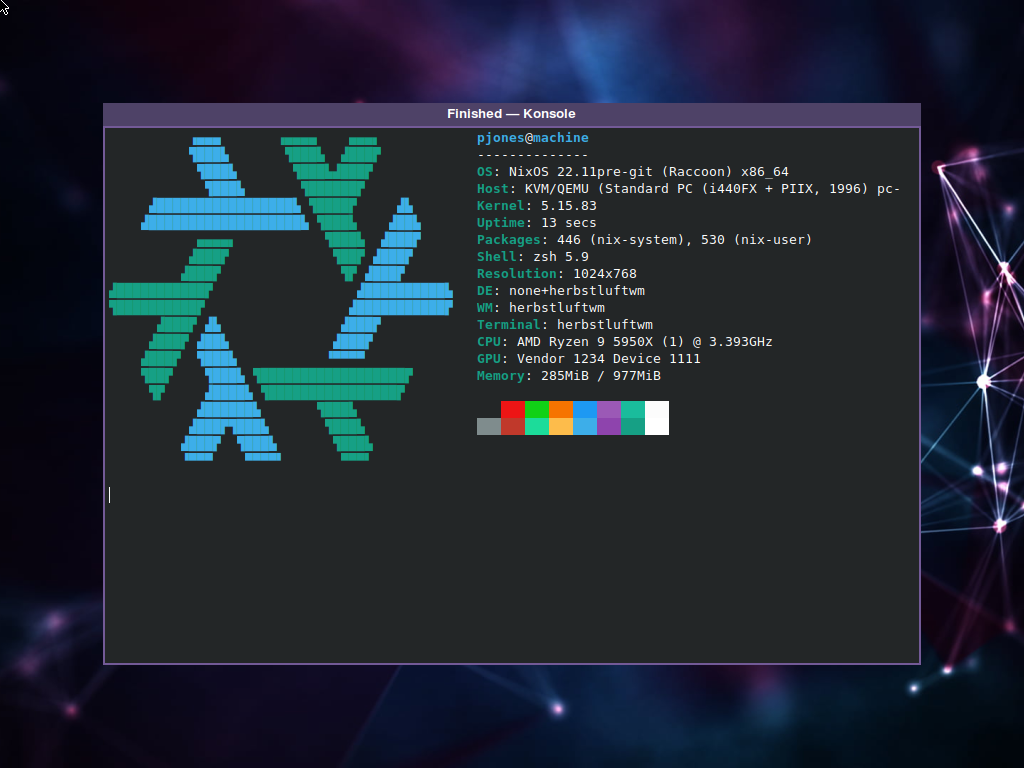 Finished — Konsole
pjones@machine
--------------
OS: NixOS 22.11pre-git (Raccoon) x86_64
Host: KVM/QEMU (Standard PC (i440FX + PIIX, 1996) pc-
Kernel: 5.15.83
Uptime: 13 secs
Packages: 446 (nix-system), 530 (nix-user)
Shell: zsh 5.9
Resolution: 1024x768
DE: none+herbstluftwm
WM: herbstluftwm
Terminal: herbstluftwm
CPU: AMD Ryzen 9 5950X (1) @ 3.393GHz
GPU: Vendor 1234 Device 1111
Memory: 285MiB / 977MiB